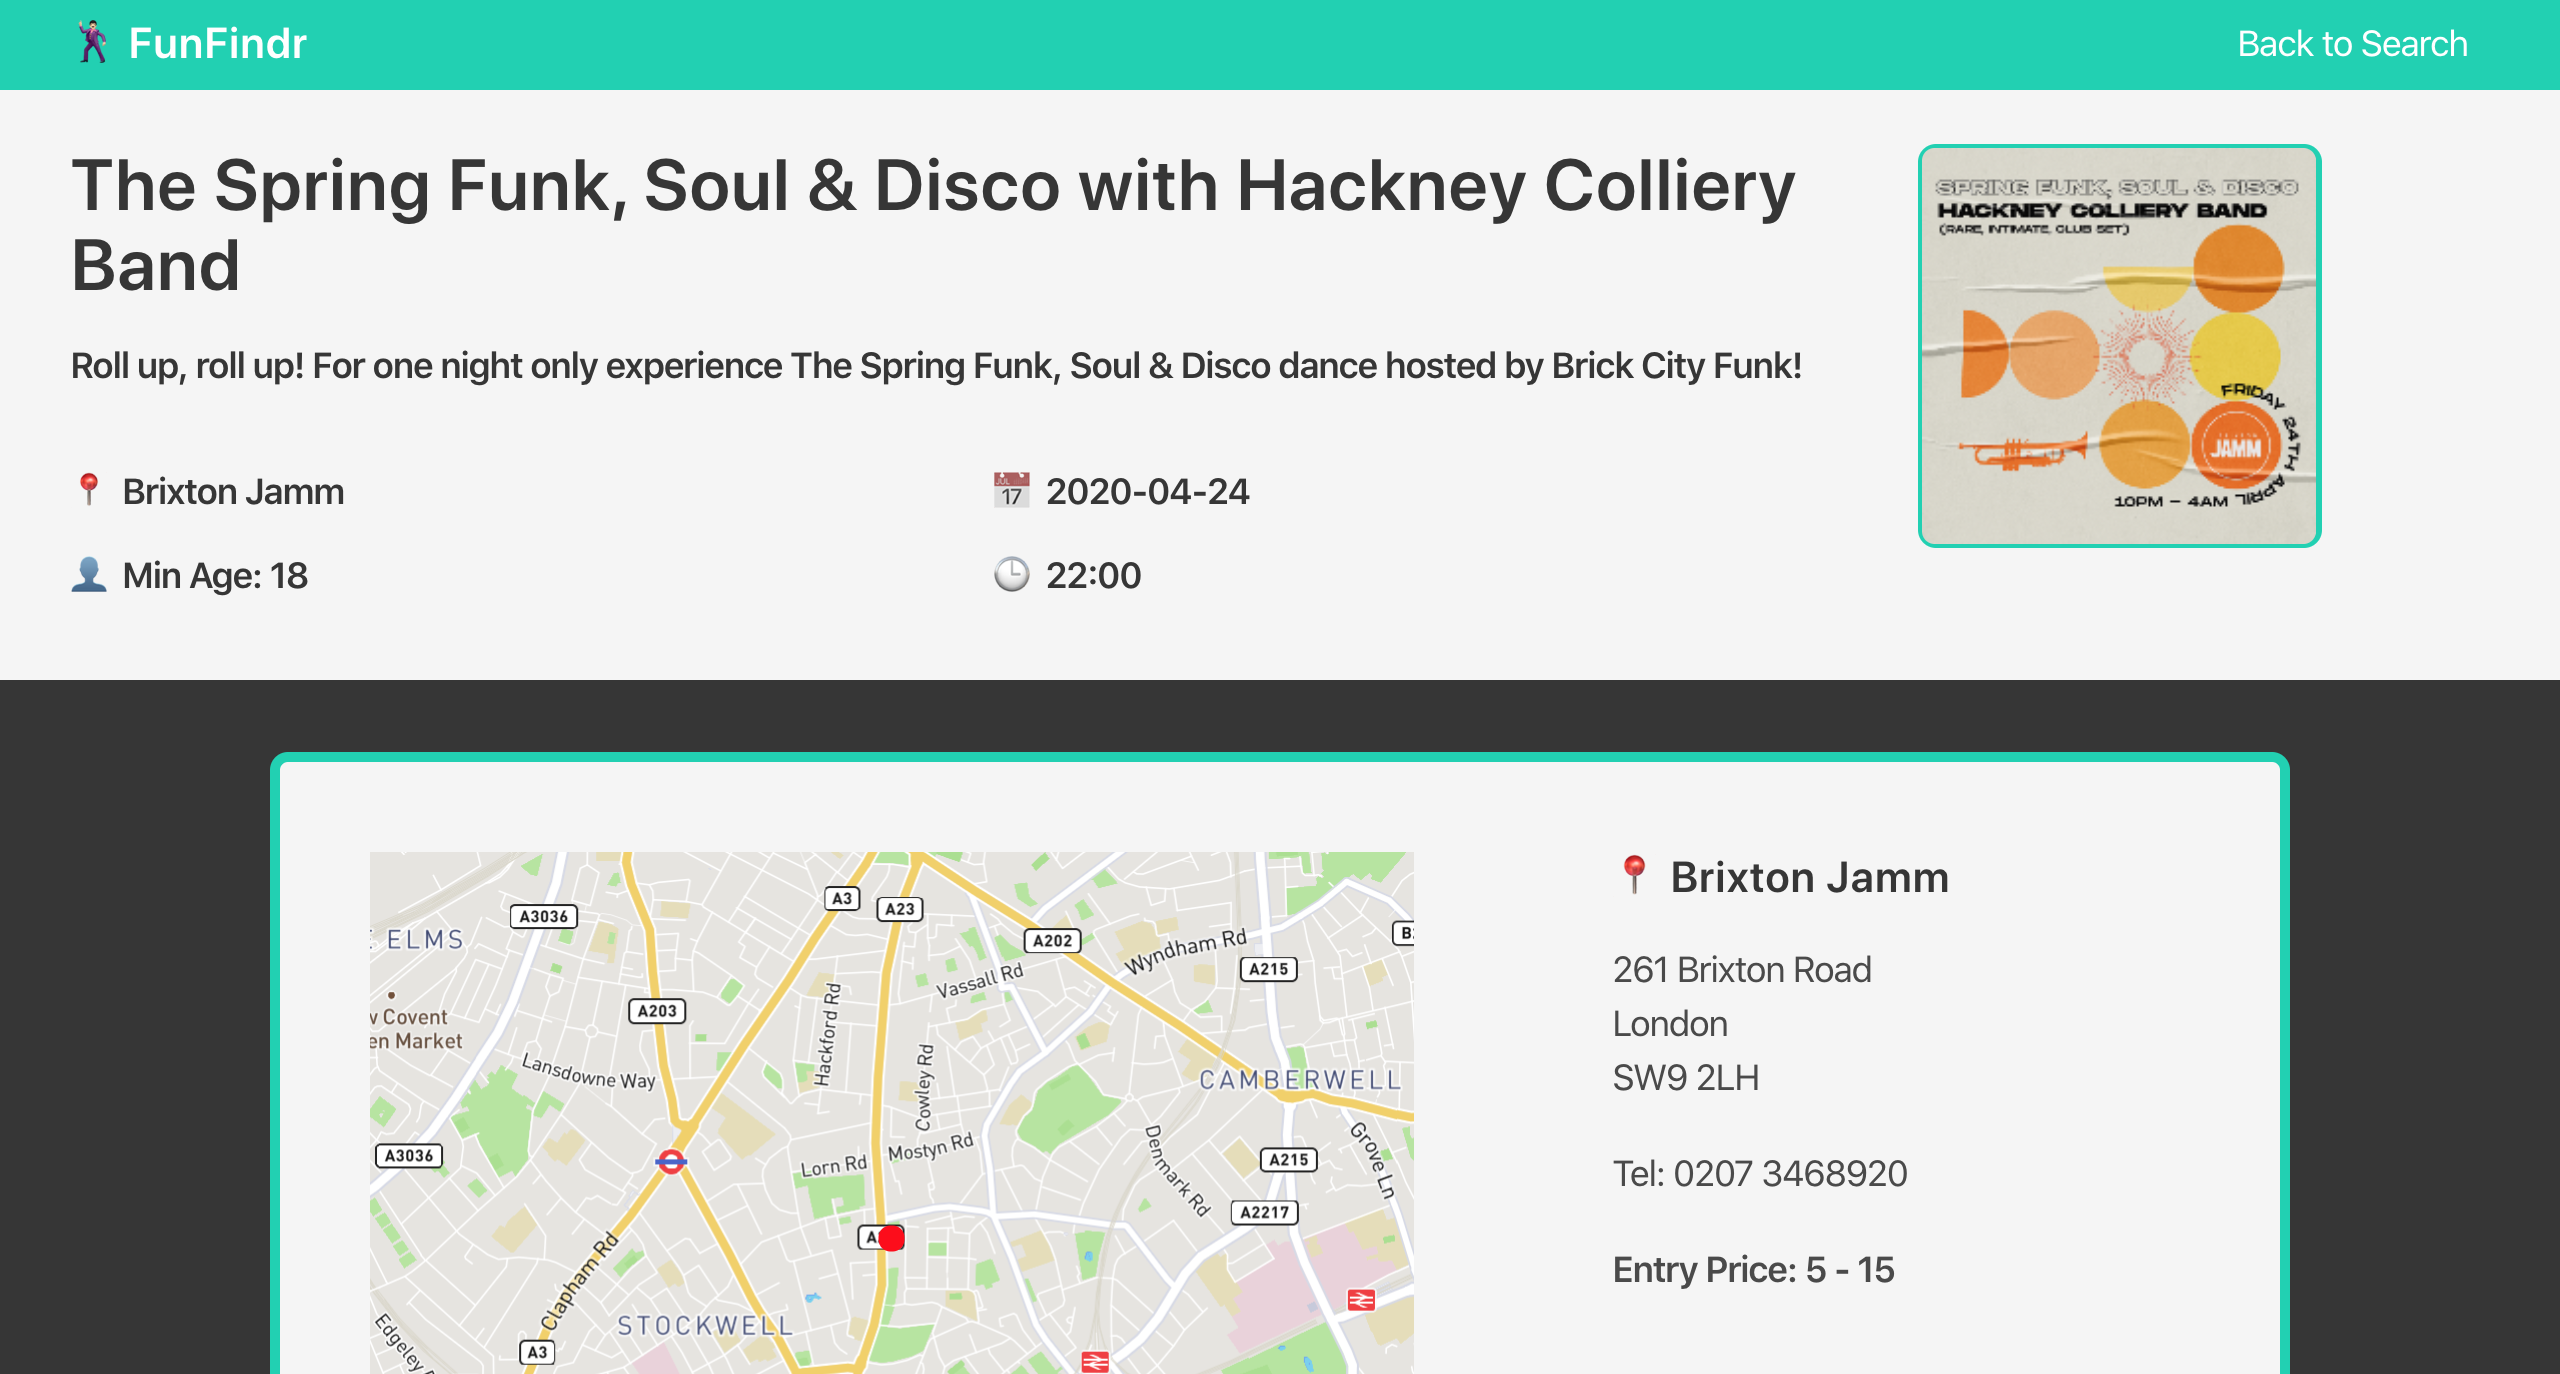 FunFindr
Back to Search
The Spring Funk, Soul & Disco with Hackney Colliery
Band
Roll up, roll up! For one night only experience The Spring Funk, Soul & Disco dance hosted by Brick City Funk!
Brixton Jamm
JUL
17
2020-04-24
Min Age: 18
22:00
SPRING FUNK, SOUL & DISCO
HACKNEY COLLIERY BAND
(RARE, INTIMATE, CLUB SET)
FRIDAY 24TH APRIL
JAMM
10PM – 4AM
A3
A23
A3036
ELMS
A202
Wyndham Rd
A215
Vassall Rd
A203
Hackford Rd
Covent
en Market
Lansdowne Way
Cowley Rd
CAMBERWELL
A3036
Lorn Rd
Mostyn Rd
Denmark Rd
Grove Ln
A215
A2217
Clapham Rd
STOCKWELL
Edgeley
A3
Brixton Jamm
261 Brixton Road
London
SW9 2LH
Tel: 0207 3468920
Entry Price: 5 - 15